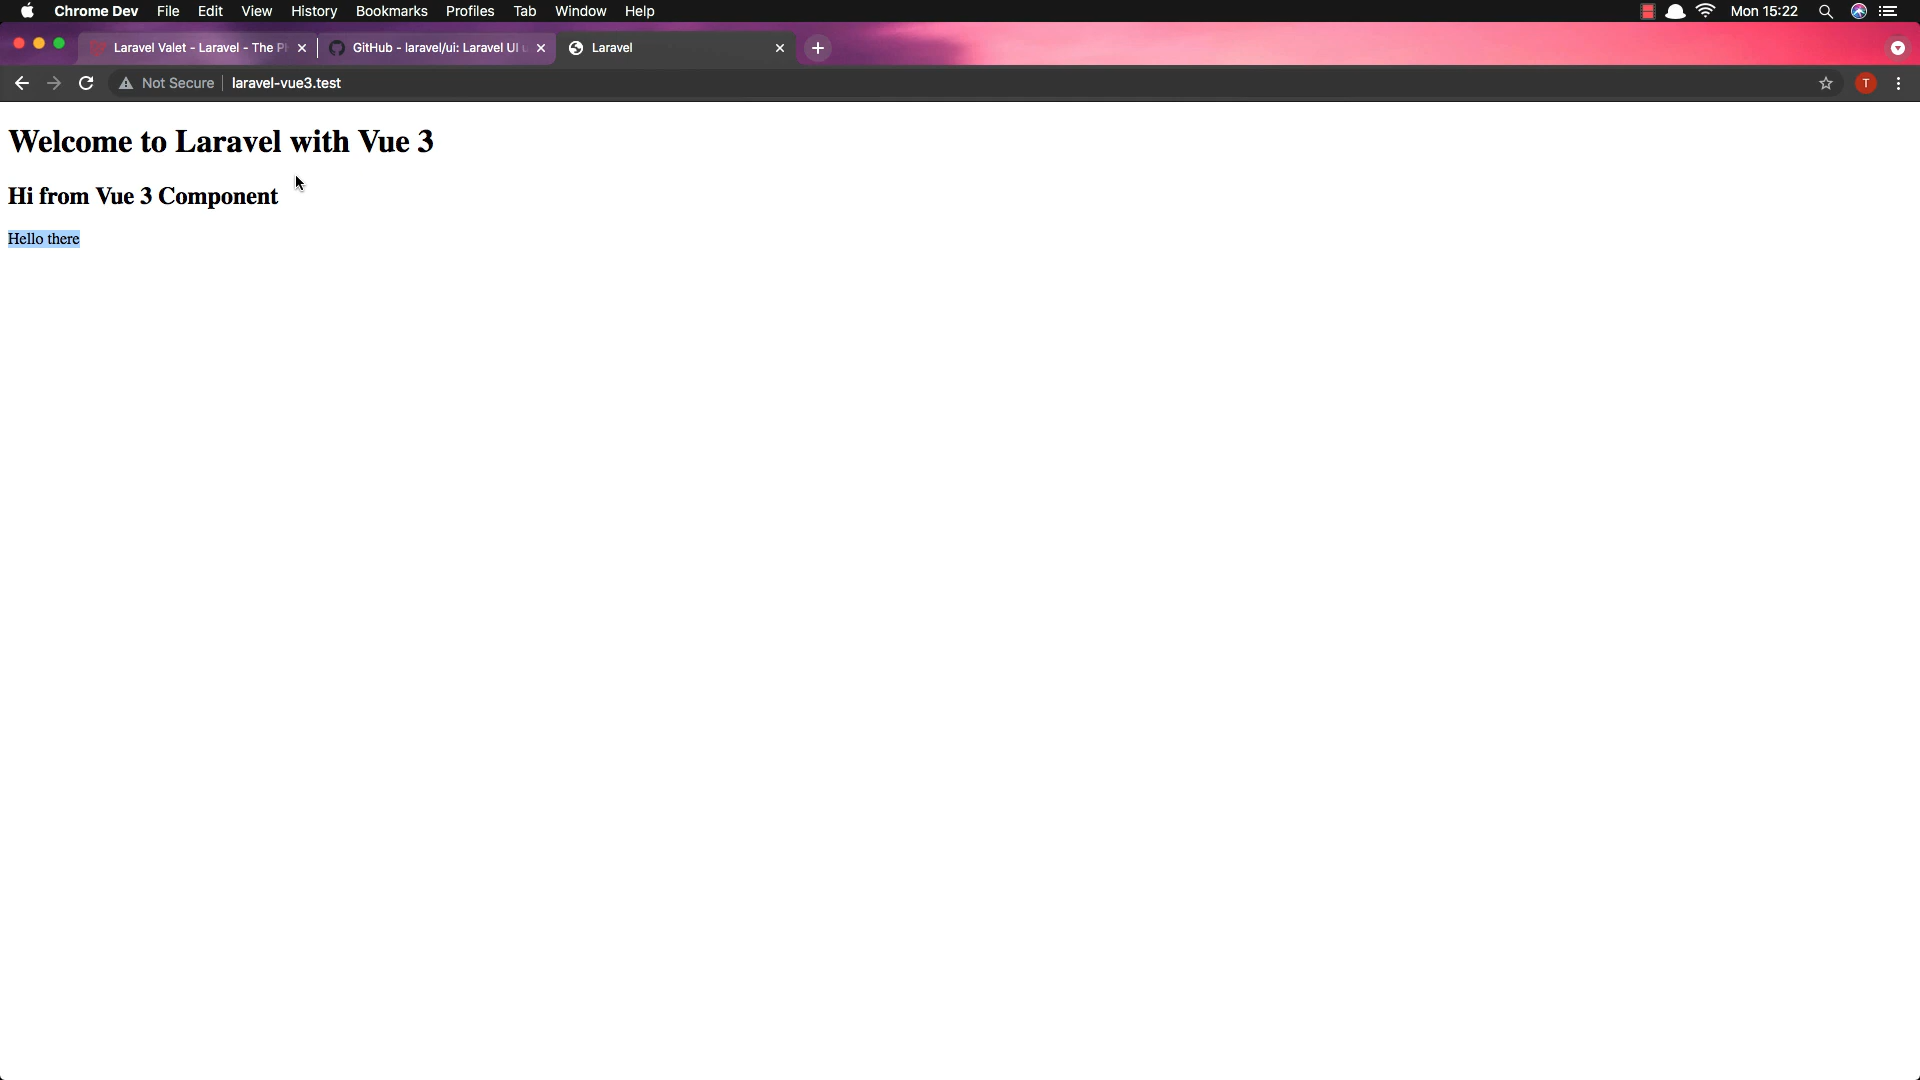 Chrome Dev File Edit View History Bookmarks Profiles Tab Window Help Mon 15:22
Laravel Valet - Laravel - The P GitHub - laravel/ui: Laravel UI Laravel
Not Secure laravel-vue3.test T
Welcome to Laravel with Vue 3
Hi from Vue 3 Component
Hello there